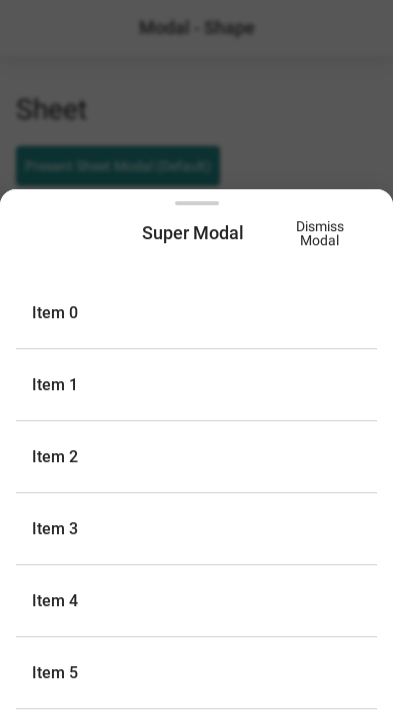 Modal - Shape
Sheet
Present Sheet Modal (Default)
Super Modal
Dismiss
Modal
Item 0
Item 1
Item 2
Item 3
Item 4
Item 5